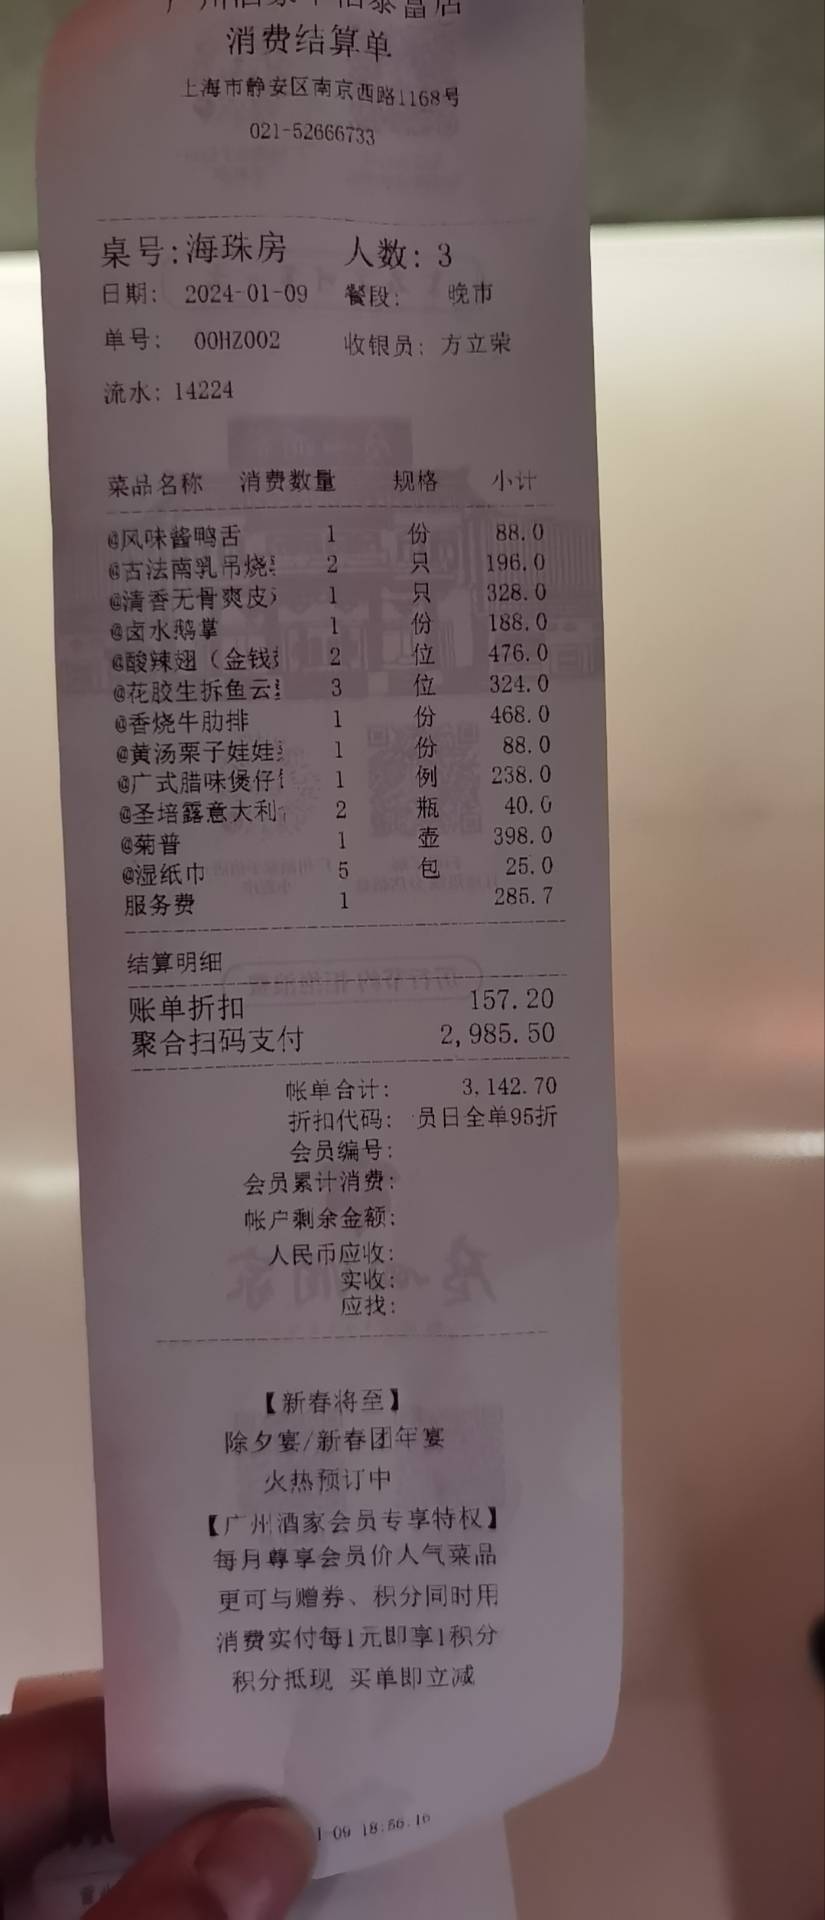 广州酒家中信泰富店
消费结算单
上海市静安区南京西路1168号
021-52666733
桌号:海珠房 人数: 3
日期: 2024-01-09 餐段: 晚市
单号: 00HZ002 收银员: 方立荣
流水: 14224
菜品名称 消费数量 规格 小计
@风味酱鸭舌 1 份 88.0
@古法南乳吊烧 2 只 196.0
@清香无骨爽皮 1 只 328.0
@卤水鹅掌 1 份 188.0
@酸辣翅（金钱 2 位 476.0
@花胶生拆鱼云 3 位 324.0
@香烧牛肋排 1 份 468.0
@黄汤栗子娃娃 1 份 88.0
@广式腊味煲仔 1 例 238.0
@圣培露意大利 2 瓶 40.0
@菊普 1 壶 398.0
@湿纸巾 5 包 25.0
服务费 1 285.7
结算明细
账单折扣 157.20
聚合扫码支付 2,985.50
帐单合计: 3,142.70
折扣代码: 员日全单95折
会员编号:
会员累计消费:
帐户剩余金额:
人民币应收:
实收:
应找:
【新春将至】
除夕宴/新春团年宴
火热预订中
【广州酒家会员专享特权】
每月尊享会员价人气菜品
更可与赠券、积分同时用
消费实付每1元即享1积分
积分抵现 买单即立减
1-09 18:56:16